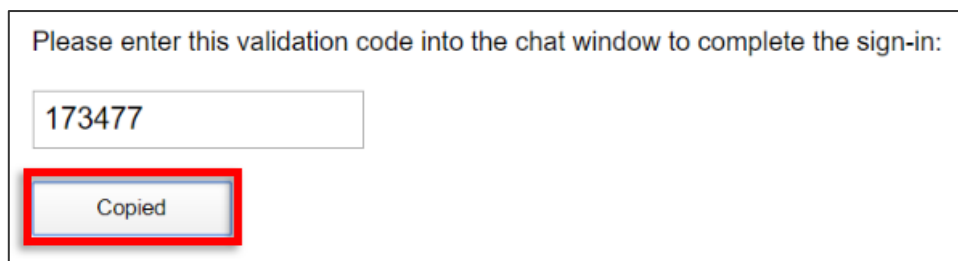 Please enter this validation code into the chat window to complete the sign-in:
173477
Copied